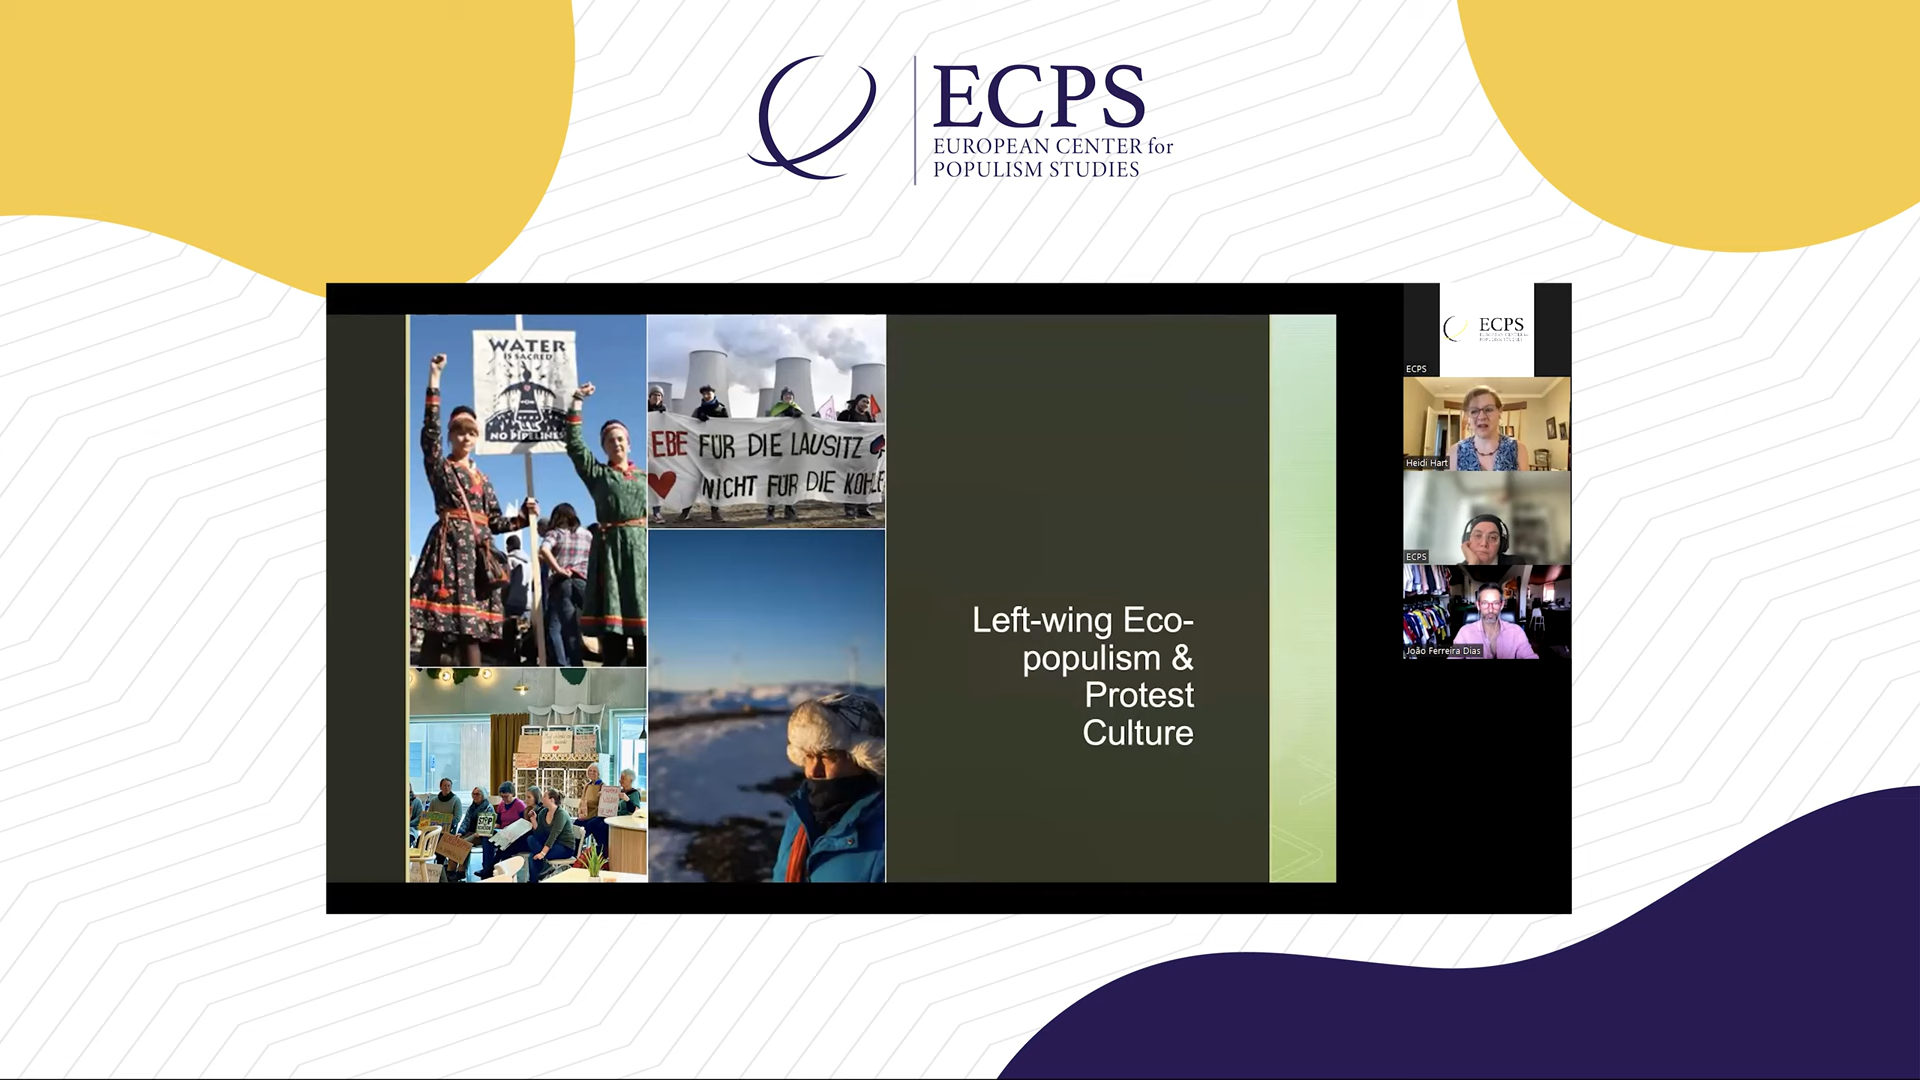 ECPS
EUROPEAN CENTER for
POPULISM STUDIES
WATER
IS SACRED
NO PIPELINES
EBE FÜR DIE LAUSITZ
NICHT FÜR DIE KOHLE
STOP
Left-wing Eco-
populism &
Protest
Culture
ECPS
ECPS
Heidi Hart
ECPS
João Ferreira Dias